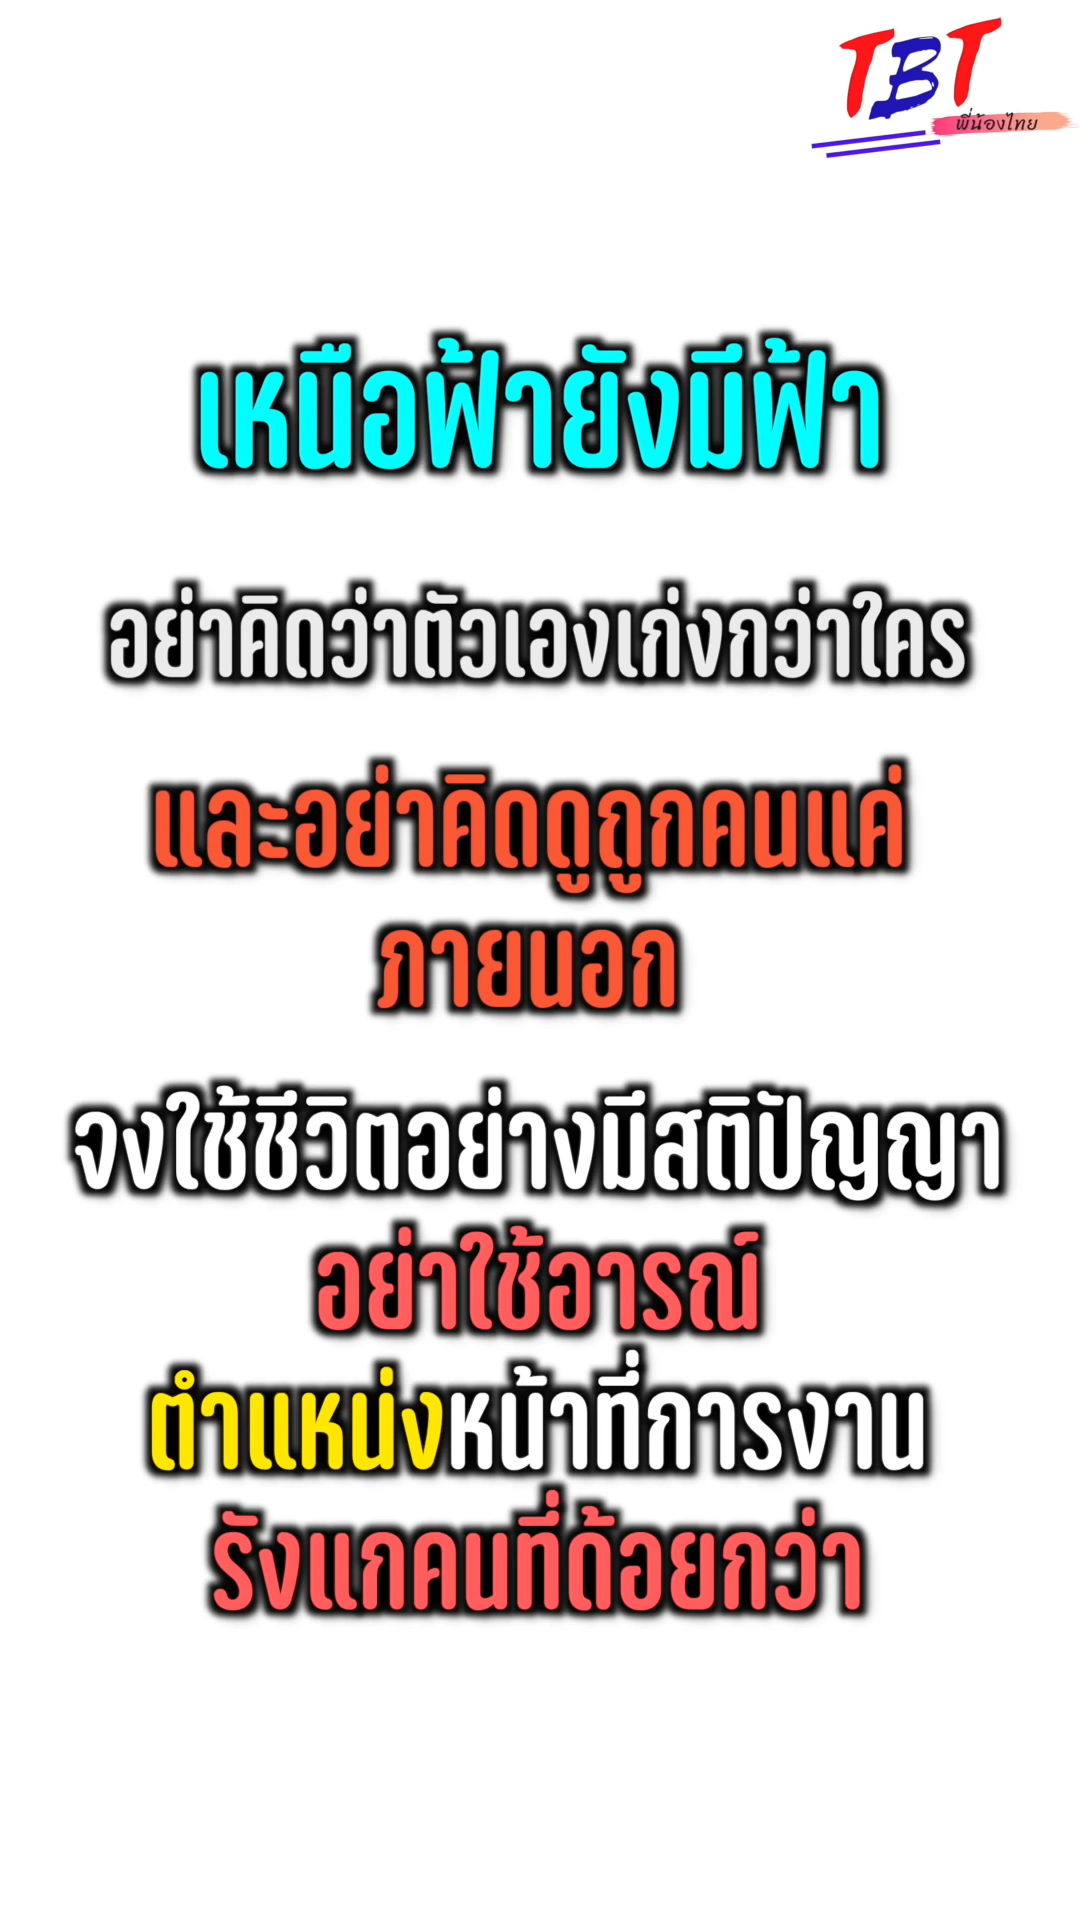 TBT
พี่น้องไทย
เหนือฟ้ายังมีฟ้า
อย่าคิดว่าตัวเองเก่งกว่าใคร
และอย่าคิดดูถูกคนแค่
ภายนอก
จงใช้ชีวิตอย่างมีสติปัญญา
อย่าใช้อารณ์
ตำแหน่งหน้าที่การงาน
รังแกคนที่ด้อยกว่า